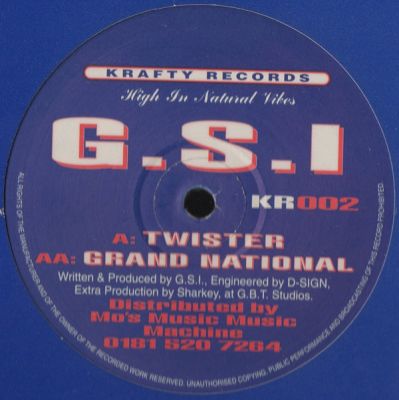 KRAFTY RECORDS
High In Natural Vibes
G.S.I
KR002
A: TWISTER
AA: GRAND NATIONAL
Written & Produced by G.S.I., Engineered by D-SIGN,
Extra Production by Sharkey, at G.B.T. Studios.
Distributed by
Mo's Music Music
Machine
0181 520 7264
ALL RIGHTS OF THE MANUFACTURER AND OF THE OWNER OF THE RECORDED WORK RESERVED. UNAUTHORISED COPYING, PUBLIC PERFORMANCE AND BROADCASTING OF THIS RECORD PROHIBITED.